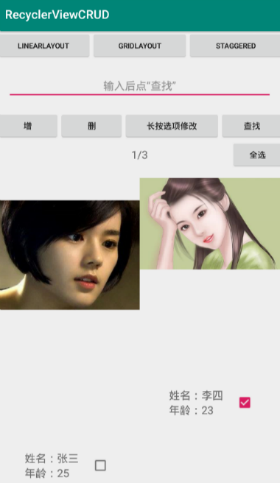 RecyclerViewCRUD
LINEARLAYOUT
GRIDLAYOUT
STAGGERED
输入后点"查找"
增
删
长按选项修改
查找
1/3
全选
姓名：李四
年龄：23
姓名：张三
年龄：25